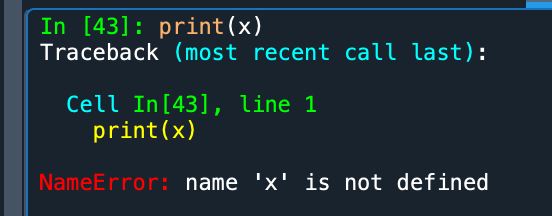 In [43]: print(x)
Traceback (most recent call last):
Cell In[43], line 1
print(x)
NameError: name 'x' is not defined